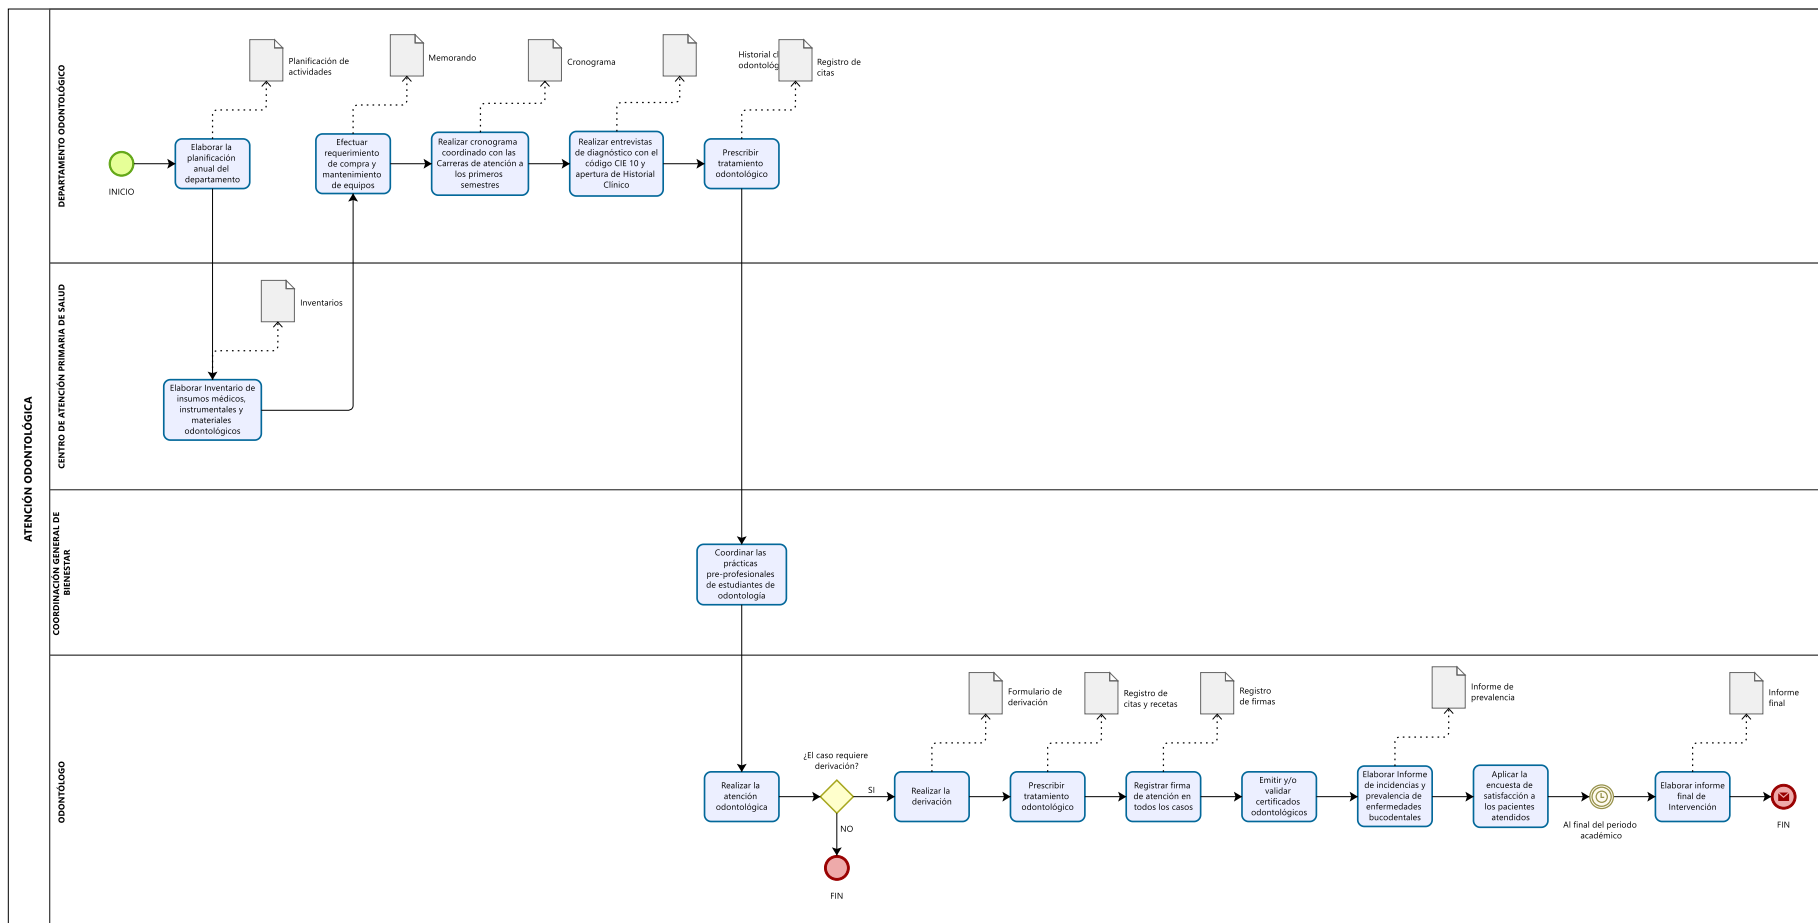 ATENCIÓN ODONTOLÓGICA
DEPARTAMENTO ODONTOLÓGICO
Planificación de
actividades
Memorando
Cronograma
Historial
Registro de
citas
INICIO
Elaborar la
planificación
anual del
departamento
Efectuar
requerimiento
de compra y
mantenimiento
de equipos
Realizar cronograma
coordinado con las
Carreras de atención a
los primeros
semestres
Realizar entrevistas
de diagnóstico con el
código CIE 10 y
apertura de Historial
Clínico
Prescribir
tratamiento
odontológico
CENTRO DE ATENCIÓN PRIMARIA DE SALUD
Inventarios
Elaborar Inventario de
insumos médicos,
instrumentales y
materiales
odontológicos
COORDINACIÓN GENERAL DE
BIENESTAR
Coordinar las
prácticas
pre-profesionales
de estudiantes de
odontología
ODONTÓLOGO
Formulario de
derivación
Registro de
citas y recetas
Registro
de firmas
Informe de
prevalencia
Informe
final
Realizar la
atención
odontológica
¿El caso requiere
derivación?
SI
NO
FIN
Realizar la
derivación
Prescribir
tratamiento
odontológico
Registrar firma
de atención en
todos los casos
Emitir y/o
validar
certificados
odontológicos
Elaborar Informe
de incidencias y
prevalencia de
enfermedades
bucodentales
Aplicar la
encuesta de
satisfacción a
los pacientes
atendidos
Al final del periodo
académico
Elaborar informe
final de
Intervención
FIN